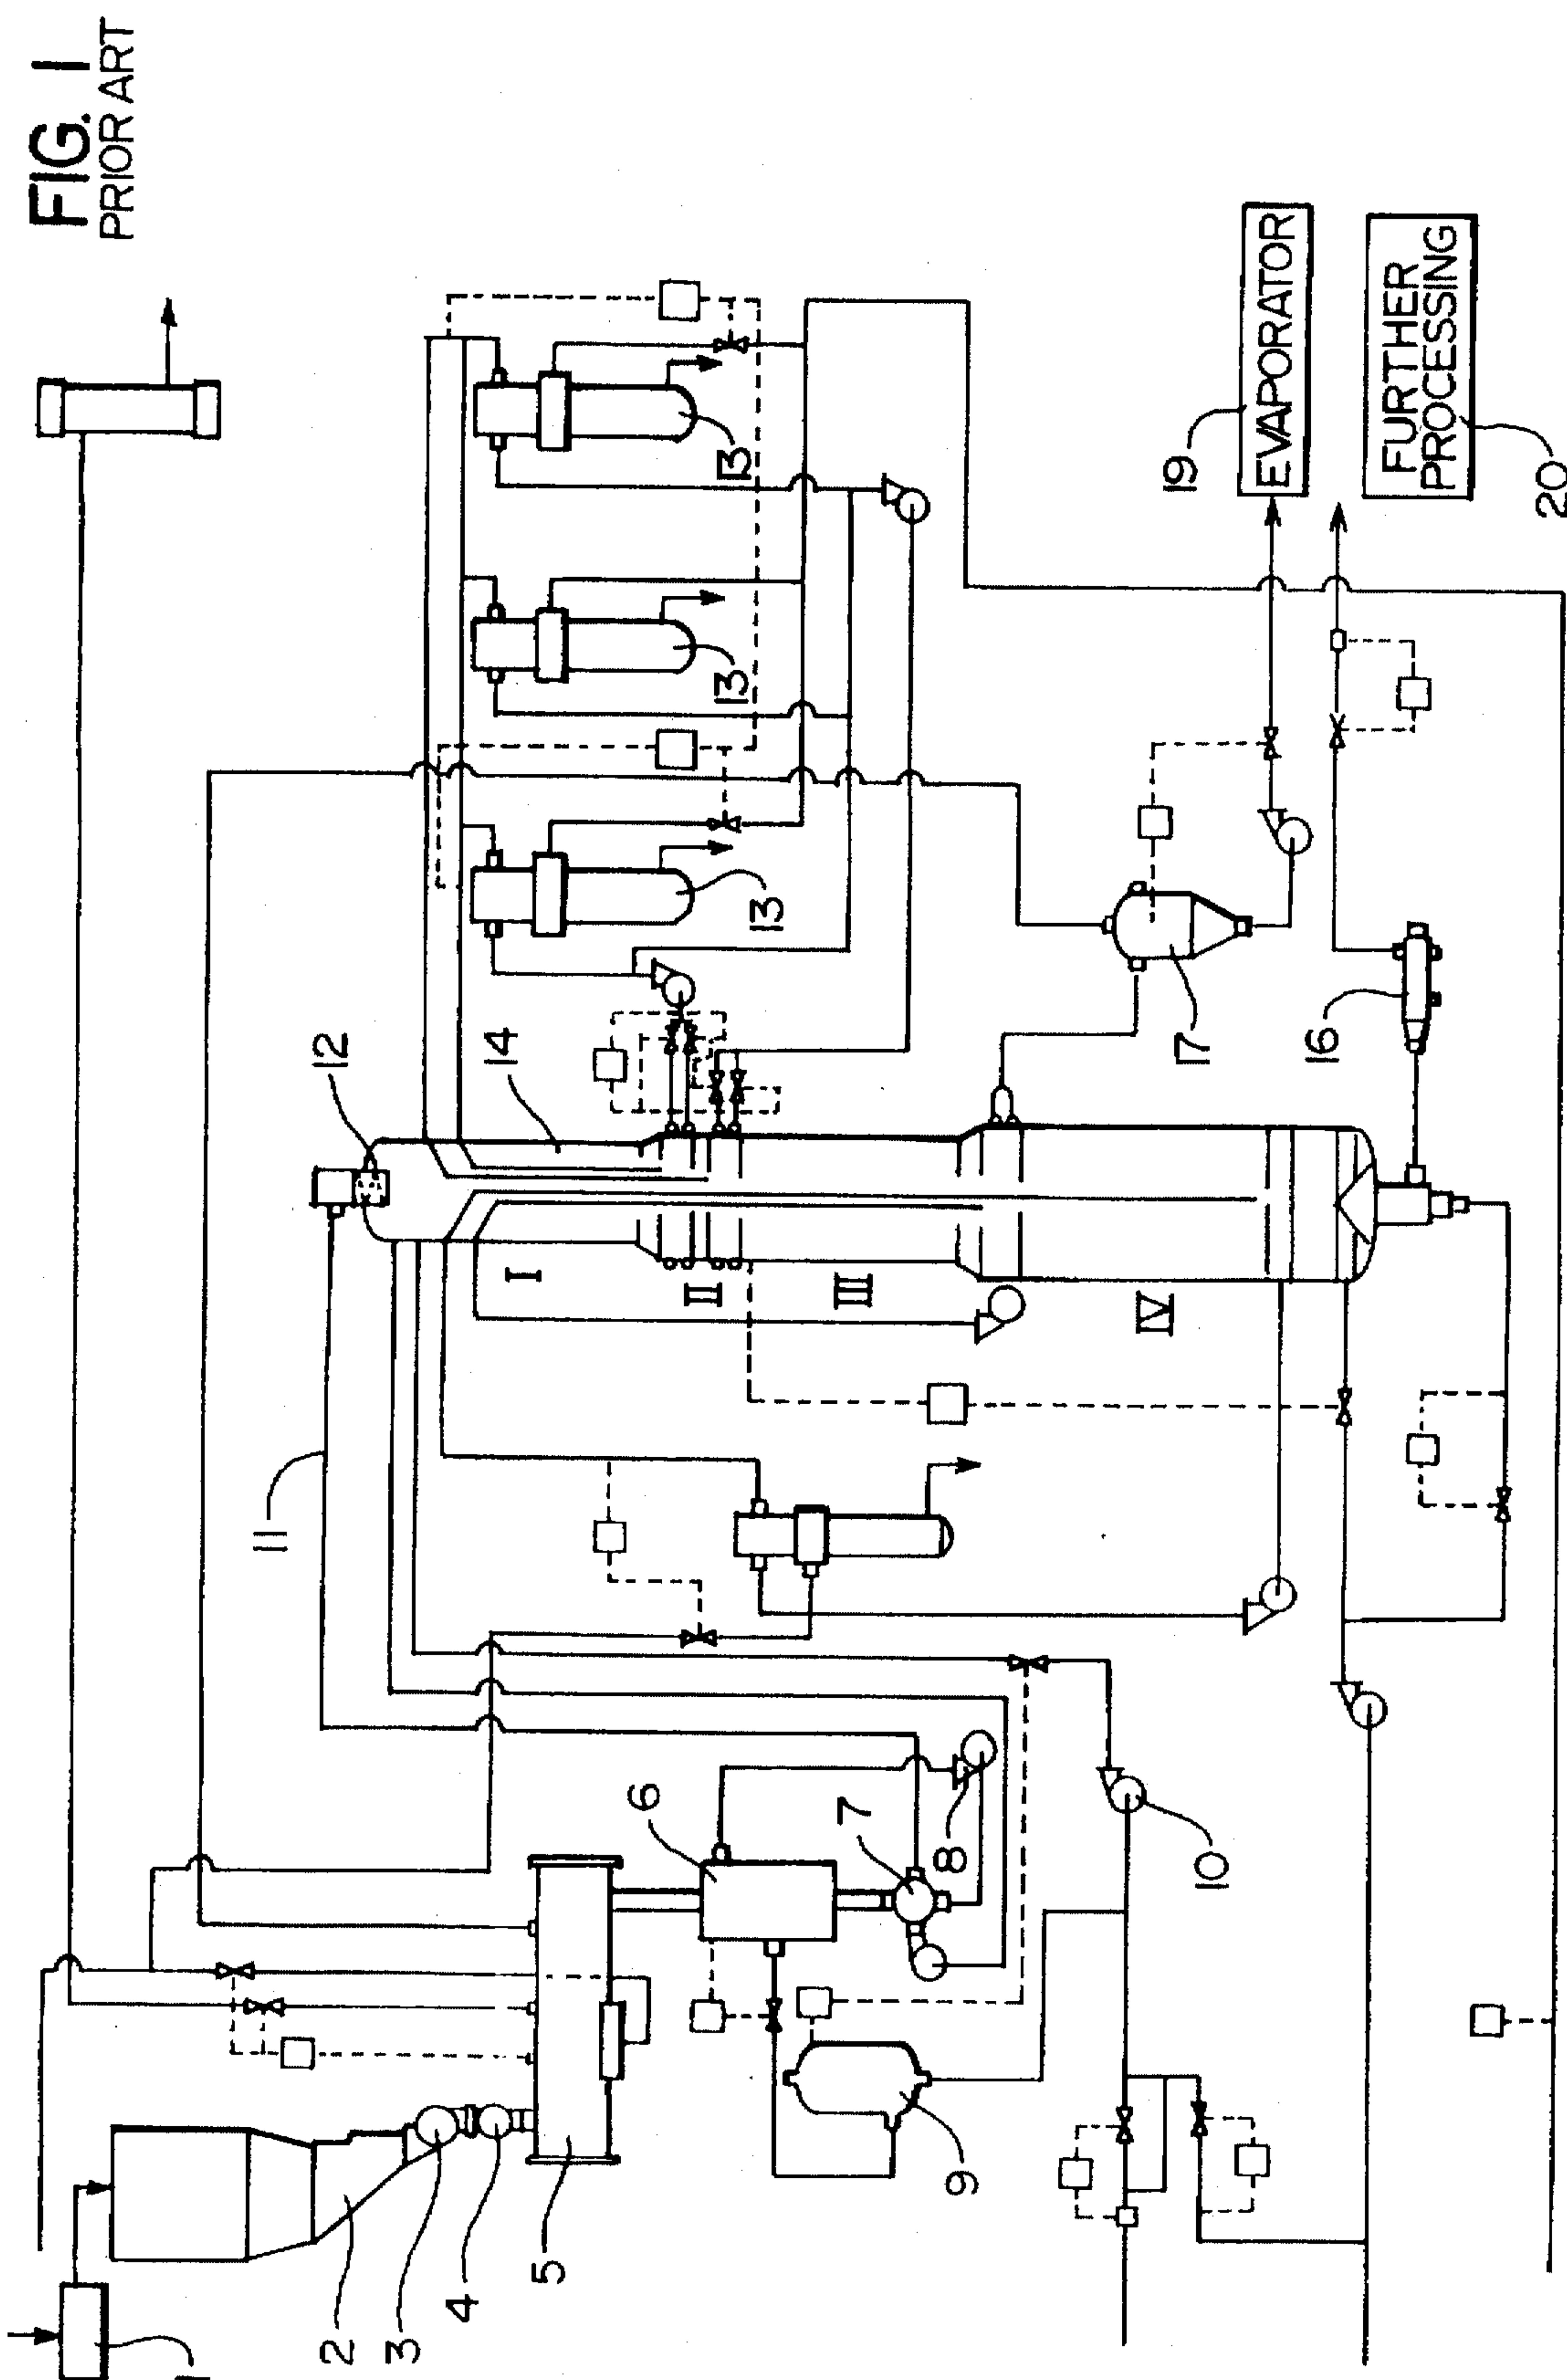 FIG. 1
PRIOR ART
1
2
3
4
5
6
7
8
9
10
11
12
13
13
13
14
I
II
III
IV
16
17
19
EVAPORATOR
FURTHER
PROCESSING
20